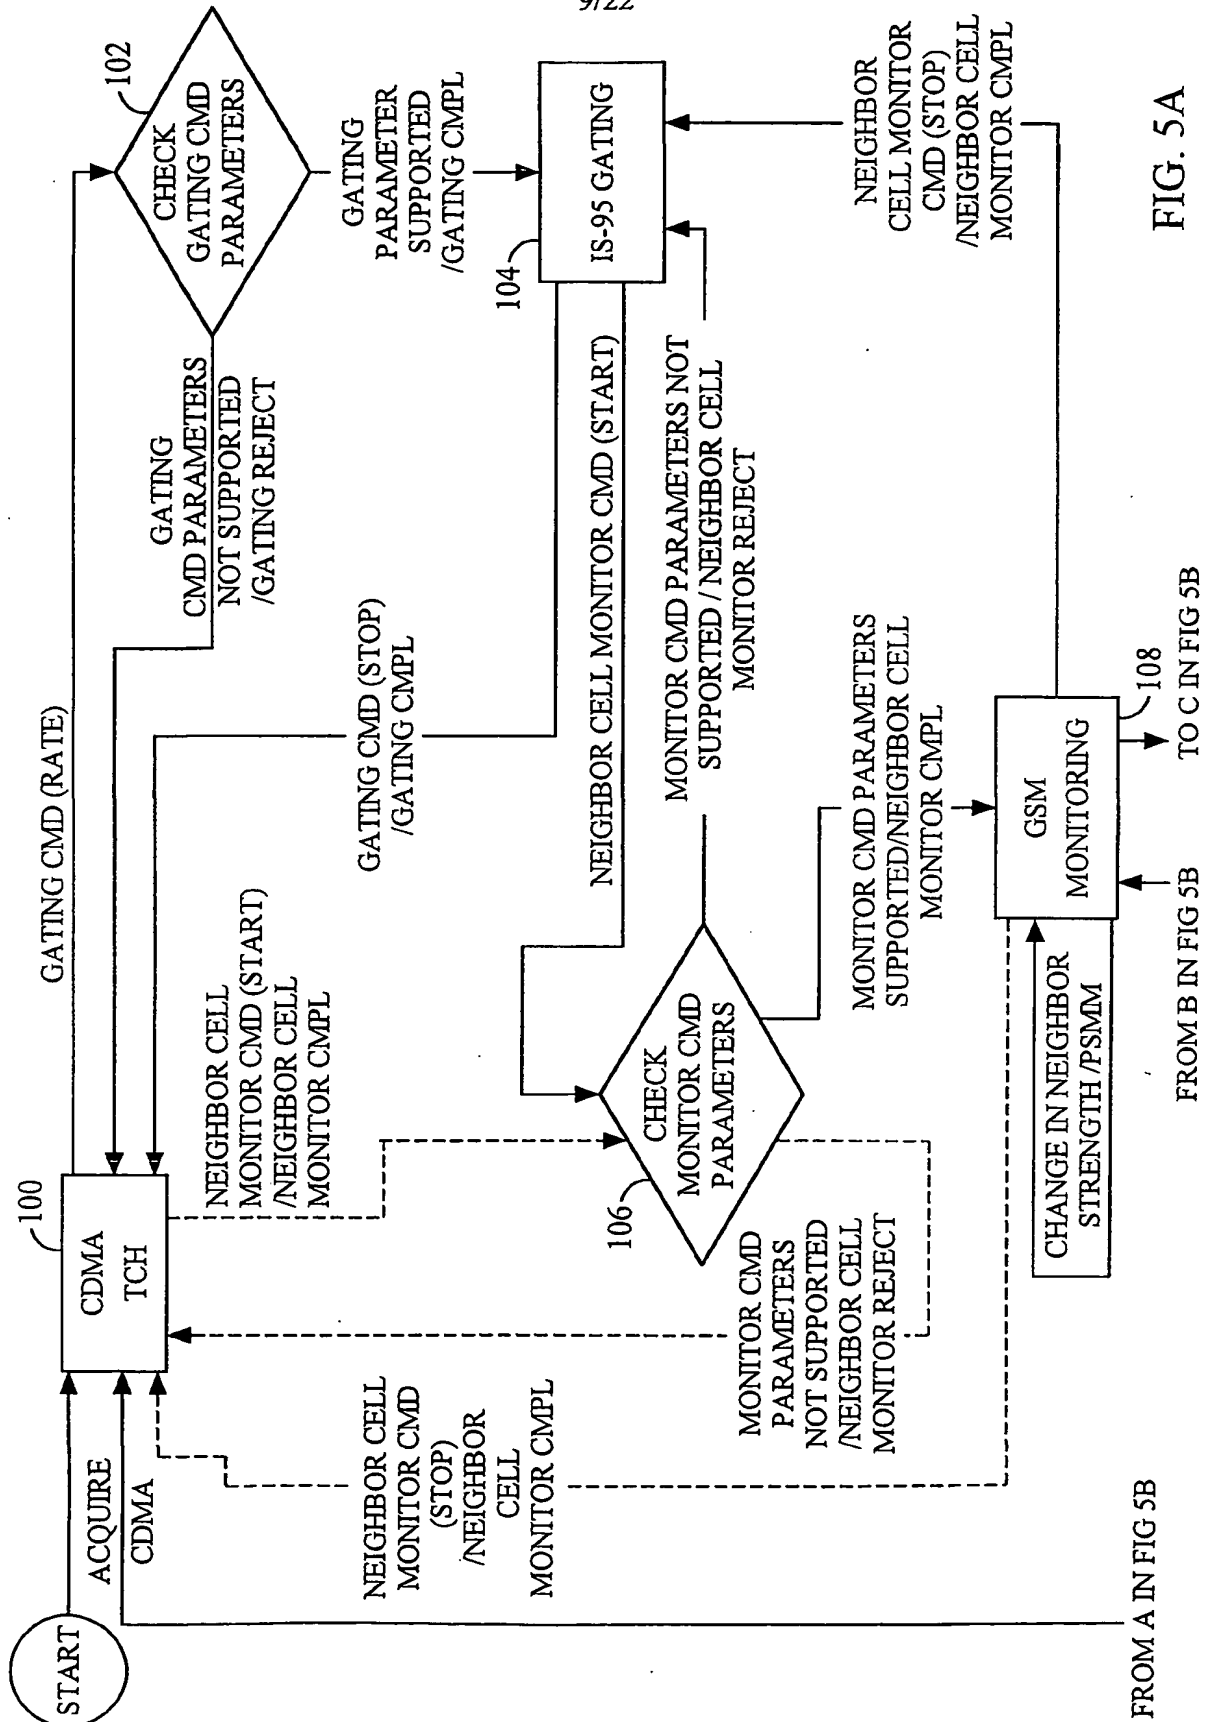 9/22
START
ACQUIRE
CDMA
100
CDMA
TCH
GATING CMD (RATE)
102
CHECK
GATING CMD
PARAMETERS
GATING
CMD PARAMETERS
NOT SUPPORTED
/GATING REJECT
GATING
PARAMETER
SUPPORTED
/GATING CMPL
104
IS-95 GATING
GATING CMD (STOP)
/GATING CMPL
NEIGHBOR CELL MONITOR CMD (START)
NEIGHBOR CELL
MONITOR CMD (START)
/NEIGHBOR CELL
MONITOR CMPL
106
CHECK
MONITOR CMD
PARAMETERS
MONITOR CMD PARAMETERS NOT
SUPPORTED / NEIGHBOR CELL
MONITOR REJECT
MONITOR CMD PARAMETERS
SUPPORTED/NEIGHBOR CELL
MONITOR CMPL
MONITOR CMD
PARAMETERS
NOT SUPPORTED
/NEIGHBOR CELL
MONITOR REJECT
NEIGHBOR CELL
MONITOR CMD
(STOP)
/NEIGHBOR
CELL
MONITOR CMPL
NEIGHBOR
CELL MONITOR
CMD (STOP)
/NEIGHBOR CELL
MONITOR CMPL
GSM
MONITORING
108
CHANGE IN NEIGHBOR
STRENGTH /PSMM
FROM A IN FIG 5B
FROM B IN FIG 5B
TO C IN FIG 5B
FIG. 5A